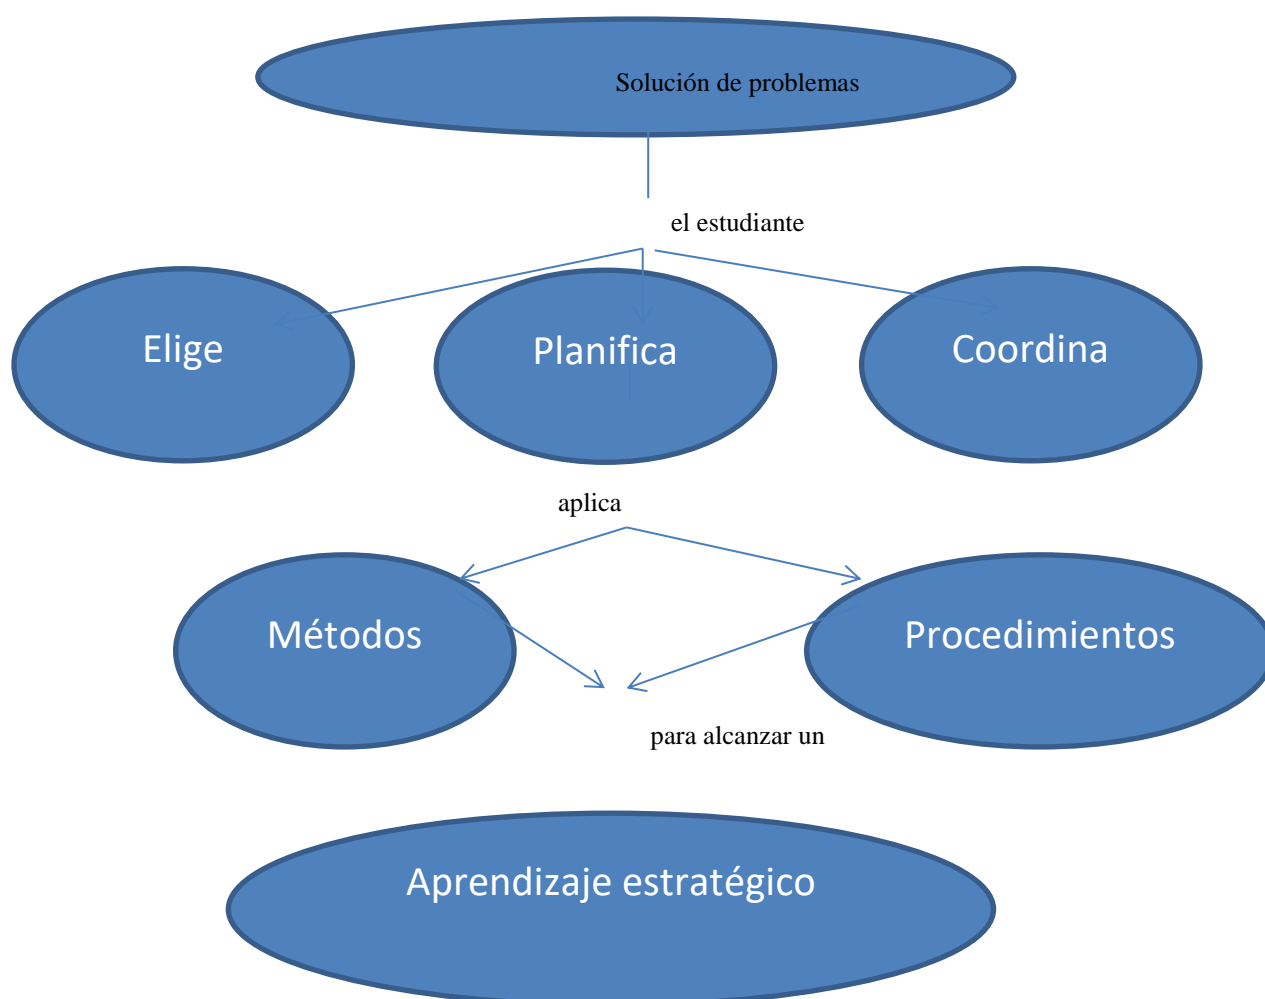 Solución de problemas
el estudiante
Elige
Planifica
Coordina
aplica
Métodos
Procedimientos
para alcanzar un
Aprendizaje estratégico